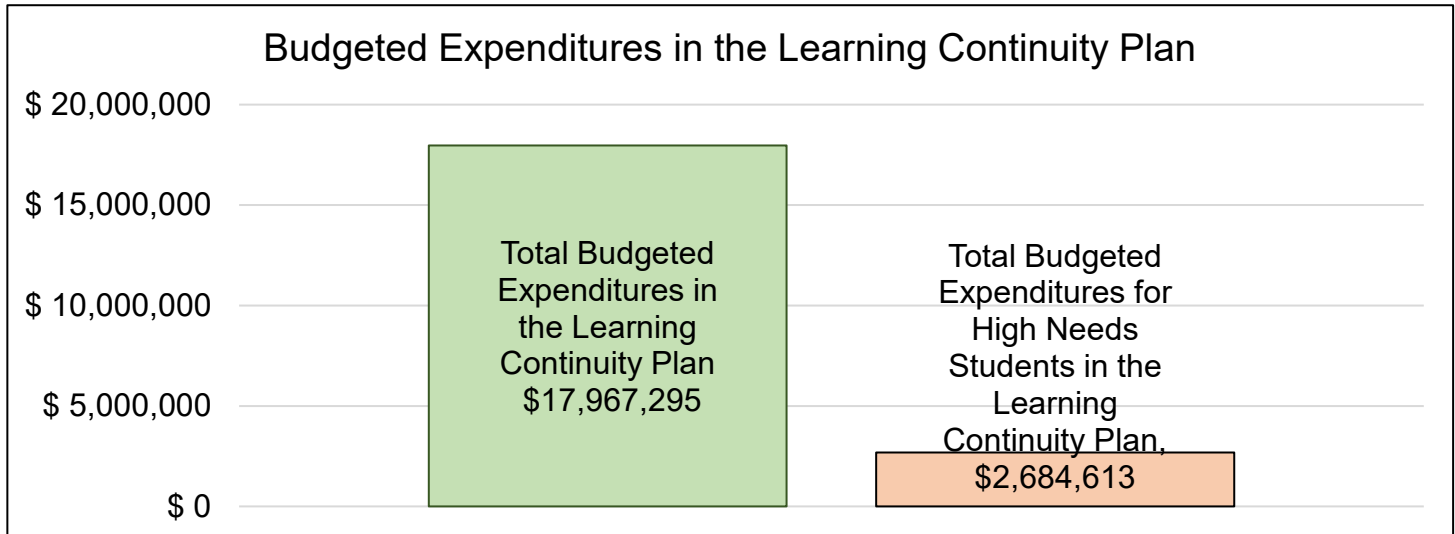 Budgeted Expenditures in the Learning Continuity Plan
$ 20,000,000
$ 15,000,000
$ 10,000,000
$ 5,000,000
$ 0
Total Budgeted
Expenditures in
the Learning
Continuity Plan
$17,967,295
Total Budgeted
Expenditures for
High Needs
Students in the
Learning
Continuity Plan,
$2,684,613